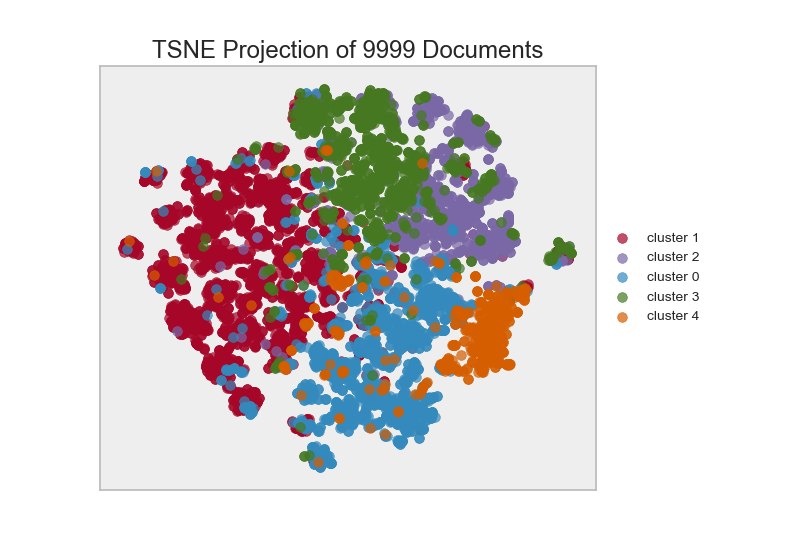 TSNE Projection of 9999 Documents
cluster 1
cluster 2
cluster 0
cluster 3
cluster 4